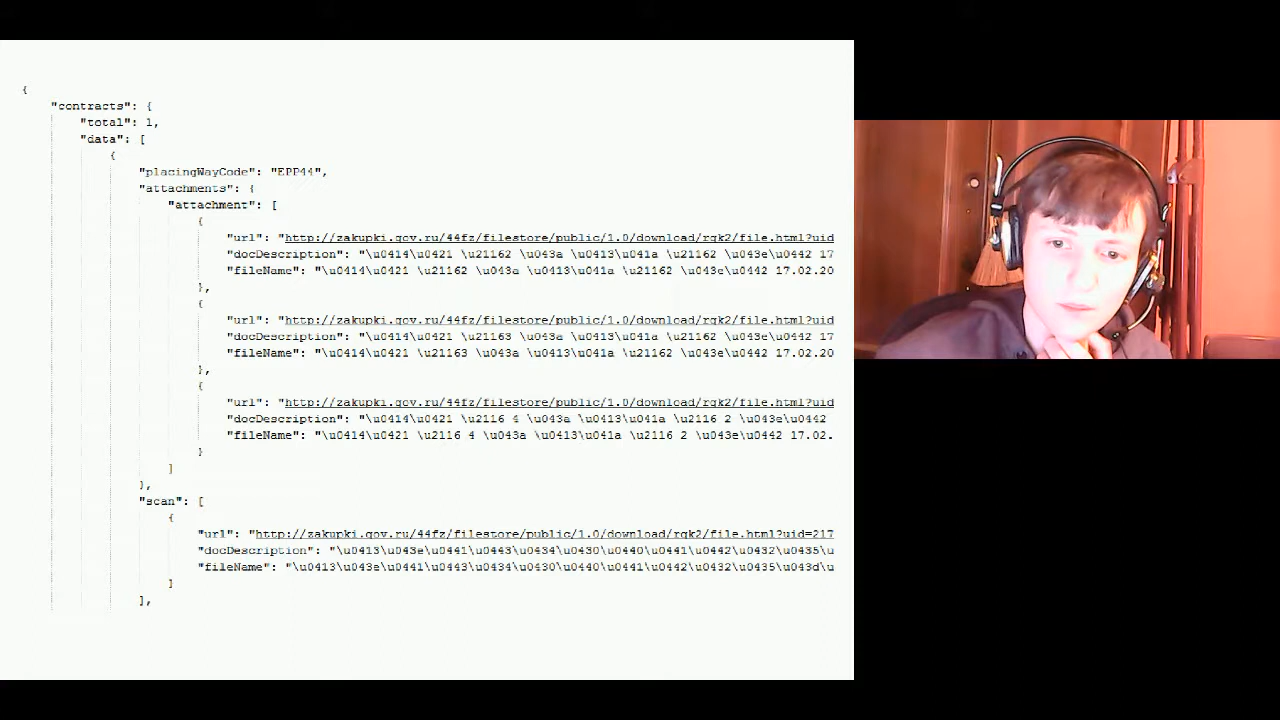 {
"contracts": {
"total": 1,
"data": [
{
"placingWayCode": "EPP44",
"attachments": {
"attachment": [
{
"url": "http://zakupki.gov.ru/44fz/filestore/public/1.0/download/rgk2/file.html?uid
"docDescription": "\u0414\u0421 \u21162 \u043a \u0413\u041a \u21162 \u043e\u0442 17
"fileName": "\u0414\u0421 \u21162 \u043a \u0413\u041a \u21162 \u043e\u0442 17.02.20
},
{
"url": "http://zakupki.gov.ru/44fz/filestore/public/1.0/download/rgk2/file.html?uid
"docDescription": "\u0414\u0421 \u21163 \u043a \u0413\u041a \u21162 \u043e\u0442 17
"fileName": "\u0414\u0421 \u21163 \u043a \u0413\u041a \u21162 \u043e\u0442 17.02.20
},
{
"url": "http://zakupki.gov.ru/44fz/filestore/public/1.0/download/rgk2/file.html?uid
"docDescription": "\u0414\u0421 \u2116 4 \u043a \u0413\u041a \u2116 2 \u043e\u0442
"fileName": "\u0414\u0421 \u2116 4 \u043a \u0413\u041a \u2116 2 \u043e\u0442 17.02.
}
]
},
"scan": [
{
"url": "http://zakupki.gov.ru/44fz/filestore/public/1.0/download/rgk2/file.html?uid=217
"docDescription": "\u0413\u043e\u0441\u0443\u0434\u0430\u0440\u0441\u0442\u0432\u0435\u
"fileName": "\u0413\u043e\u0441\u0443\u0434\u0430\u0440\u0441\u0442\u0432\u0435\u043d\u
]
],